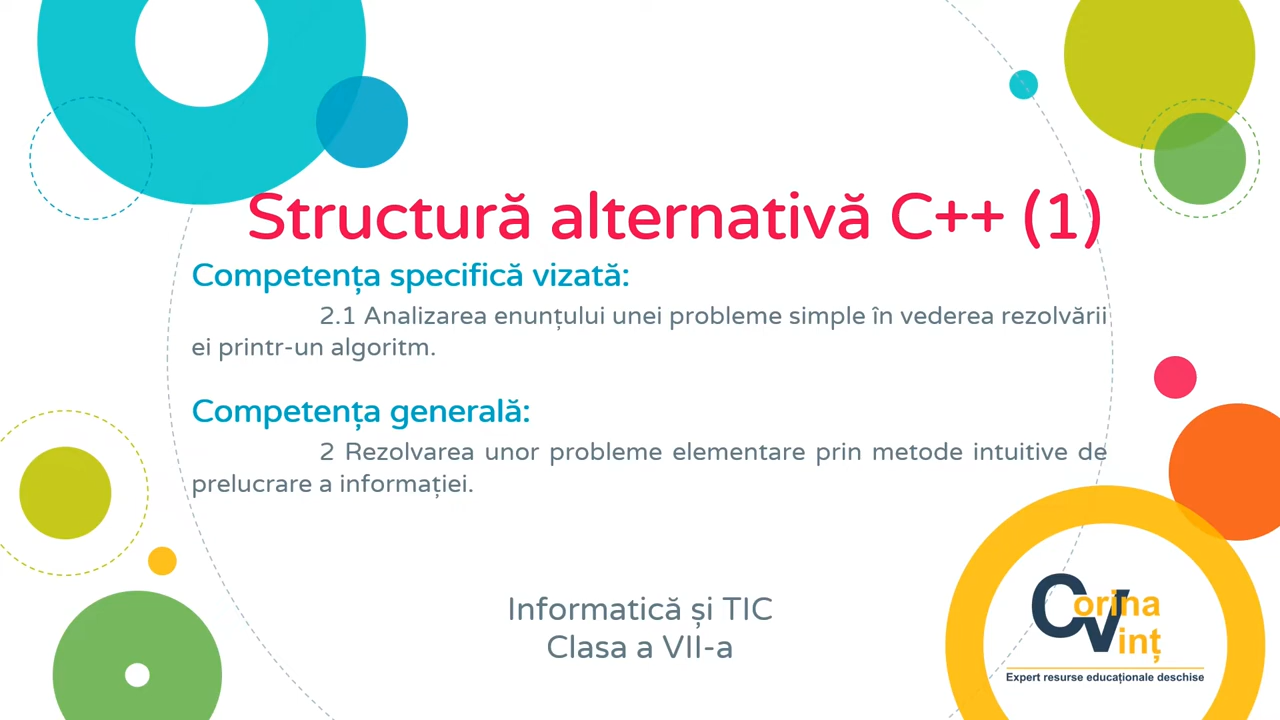 Structură alternativă C++ (1)
Competența specifică vizată:
2.1 Analizarea enunțului unei probleme simple în vederea rezolvării
ei printr-un algoritm.
Competența generală:
2 Rezolvarea unor probleme elementare prin metode intuitive de
prelucrare a informației.
Informatică și TIC
Clasa a VII-a
Corina
Vinț
Expert resurse educaționale deschise